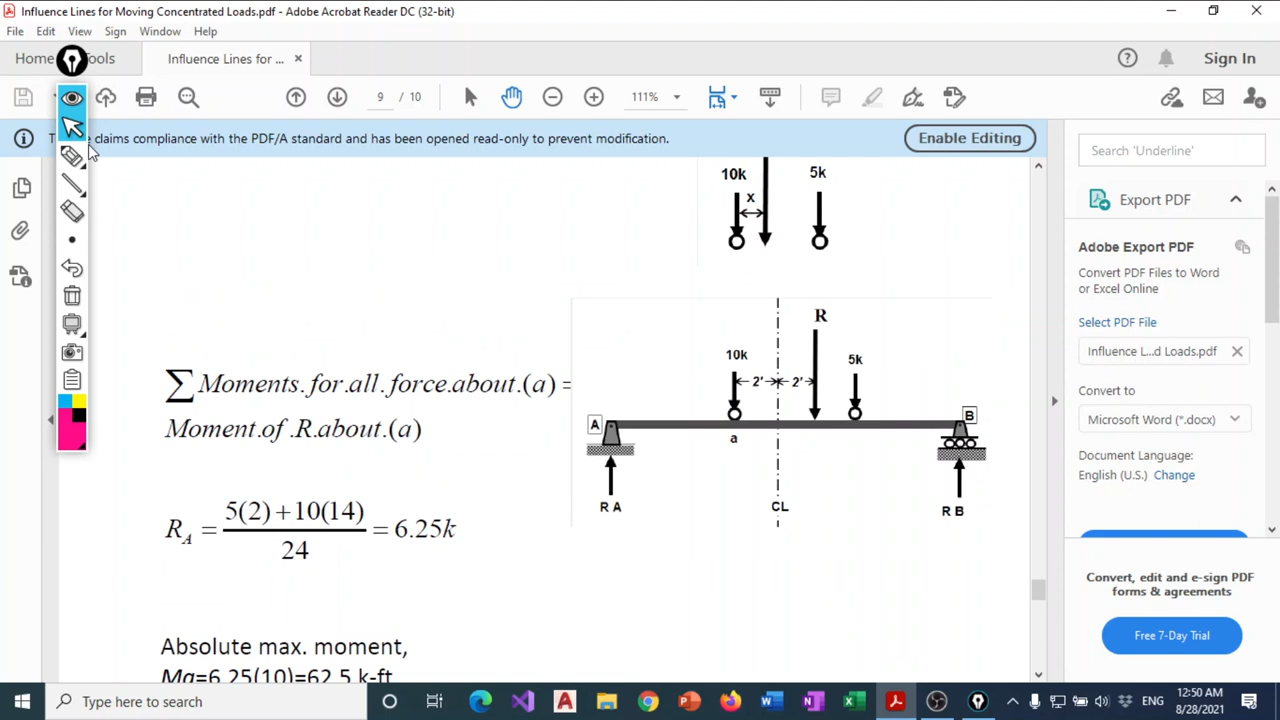 Influence Lines for Moving Concentrated Loads.pdf - Adobe Acrobat Reader DC (32-bit)
File Edit View Sign Window Help
Home Tools Influence Lines for ... × Sign In
9 / 10 111%
claims compliance with the PDF/A standard and has been opened read-only to prevent modification. Enable Editing
Search 'Underline'
Export PDF
Adobe Export PDF
Convert PDF Files to Word
or Excel Online
Select PDF File
Influence L...d Loads.pdf
Convert to
Microsoft Word (*.docx)
Document Language:
English (U.S.) Change
Convert, edit and e-sign PDF
forms & agreements
Free 7-Day Trial
10k 5k
x
R
10k 5k
2' 2'
A B
a
R A CL R B
∑ Moments.for.all.force.about.(a) =
Moment.of.R.about.(a)
R_A = (5(2)+10(14))/24 = 6.25k
Absolute max. moment,
Ma=6.25(10)=62.5 k-ft
Type here to search
ENG 12:50 AM
8/28/2021